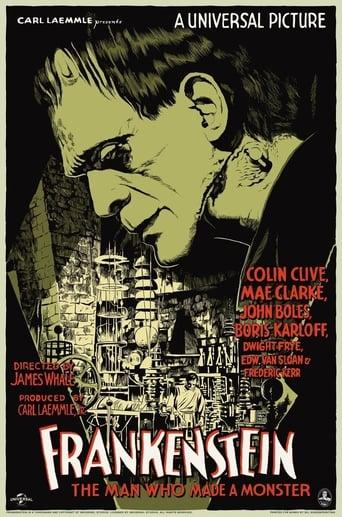 CARL LAEMMLE presents
A UNIVERSAL PICTURE
COLIN CLIVE,
MAE CLARKE,
JOHN BOLES,
BORIS KARLOFF,
DWIGHT FRYE,
EDW. VAN SLOAN &
FREDERIC KERR
DIRECTED BY
JAMES WHALE
PRODUCED BY
CARL LAEMMLE, Jr.
FRANKENSTEIN
THE MAN WHO MADE A MONSTER
UNIVERSAL